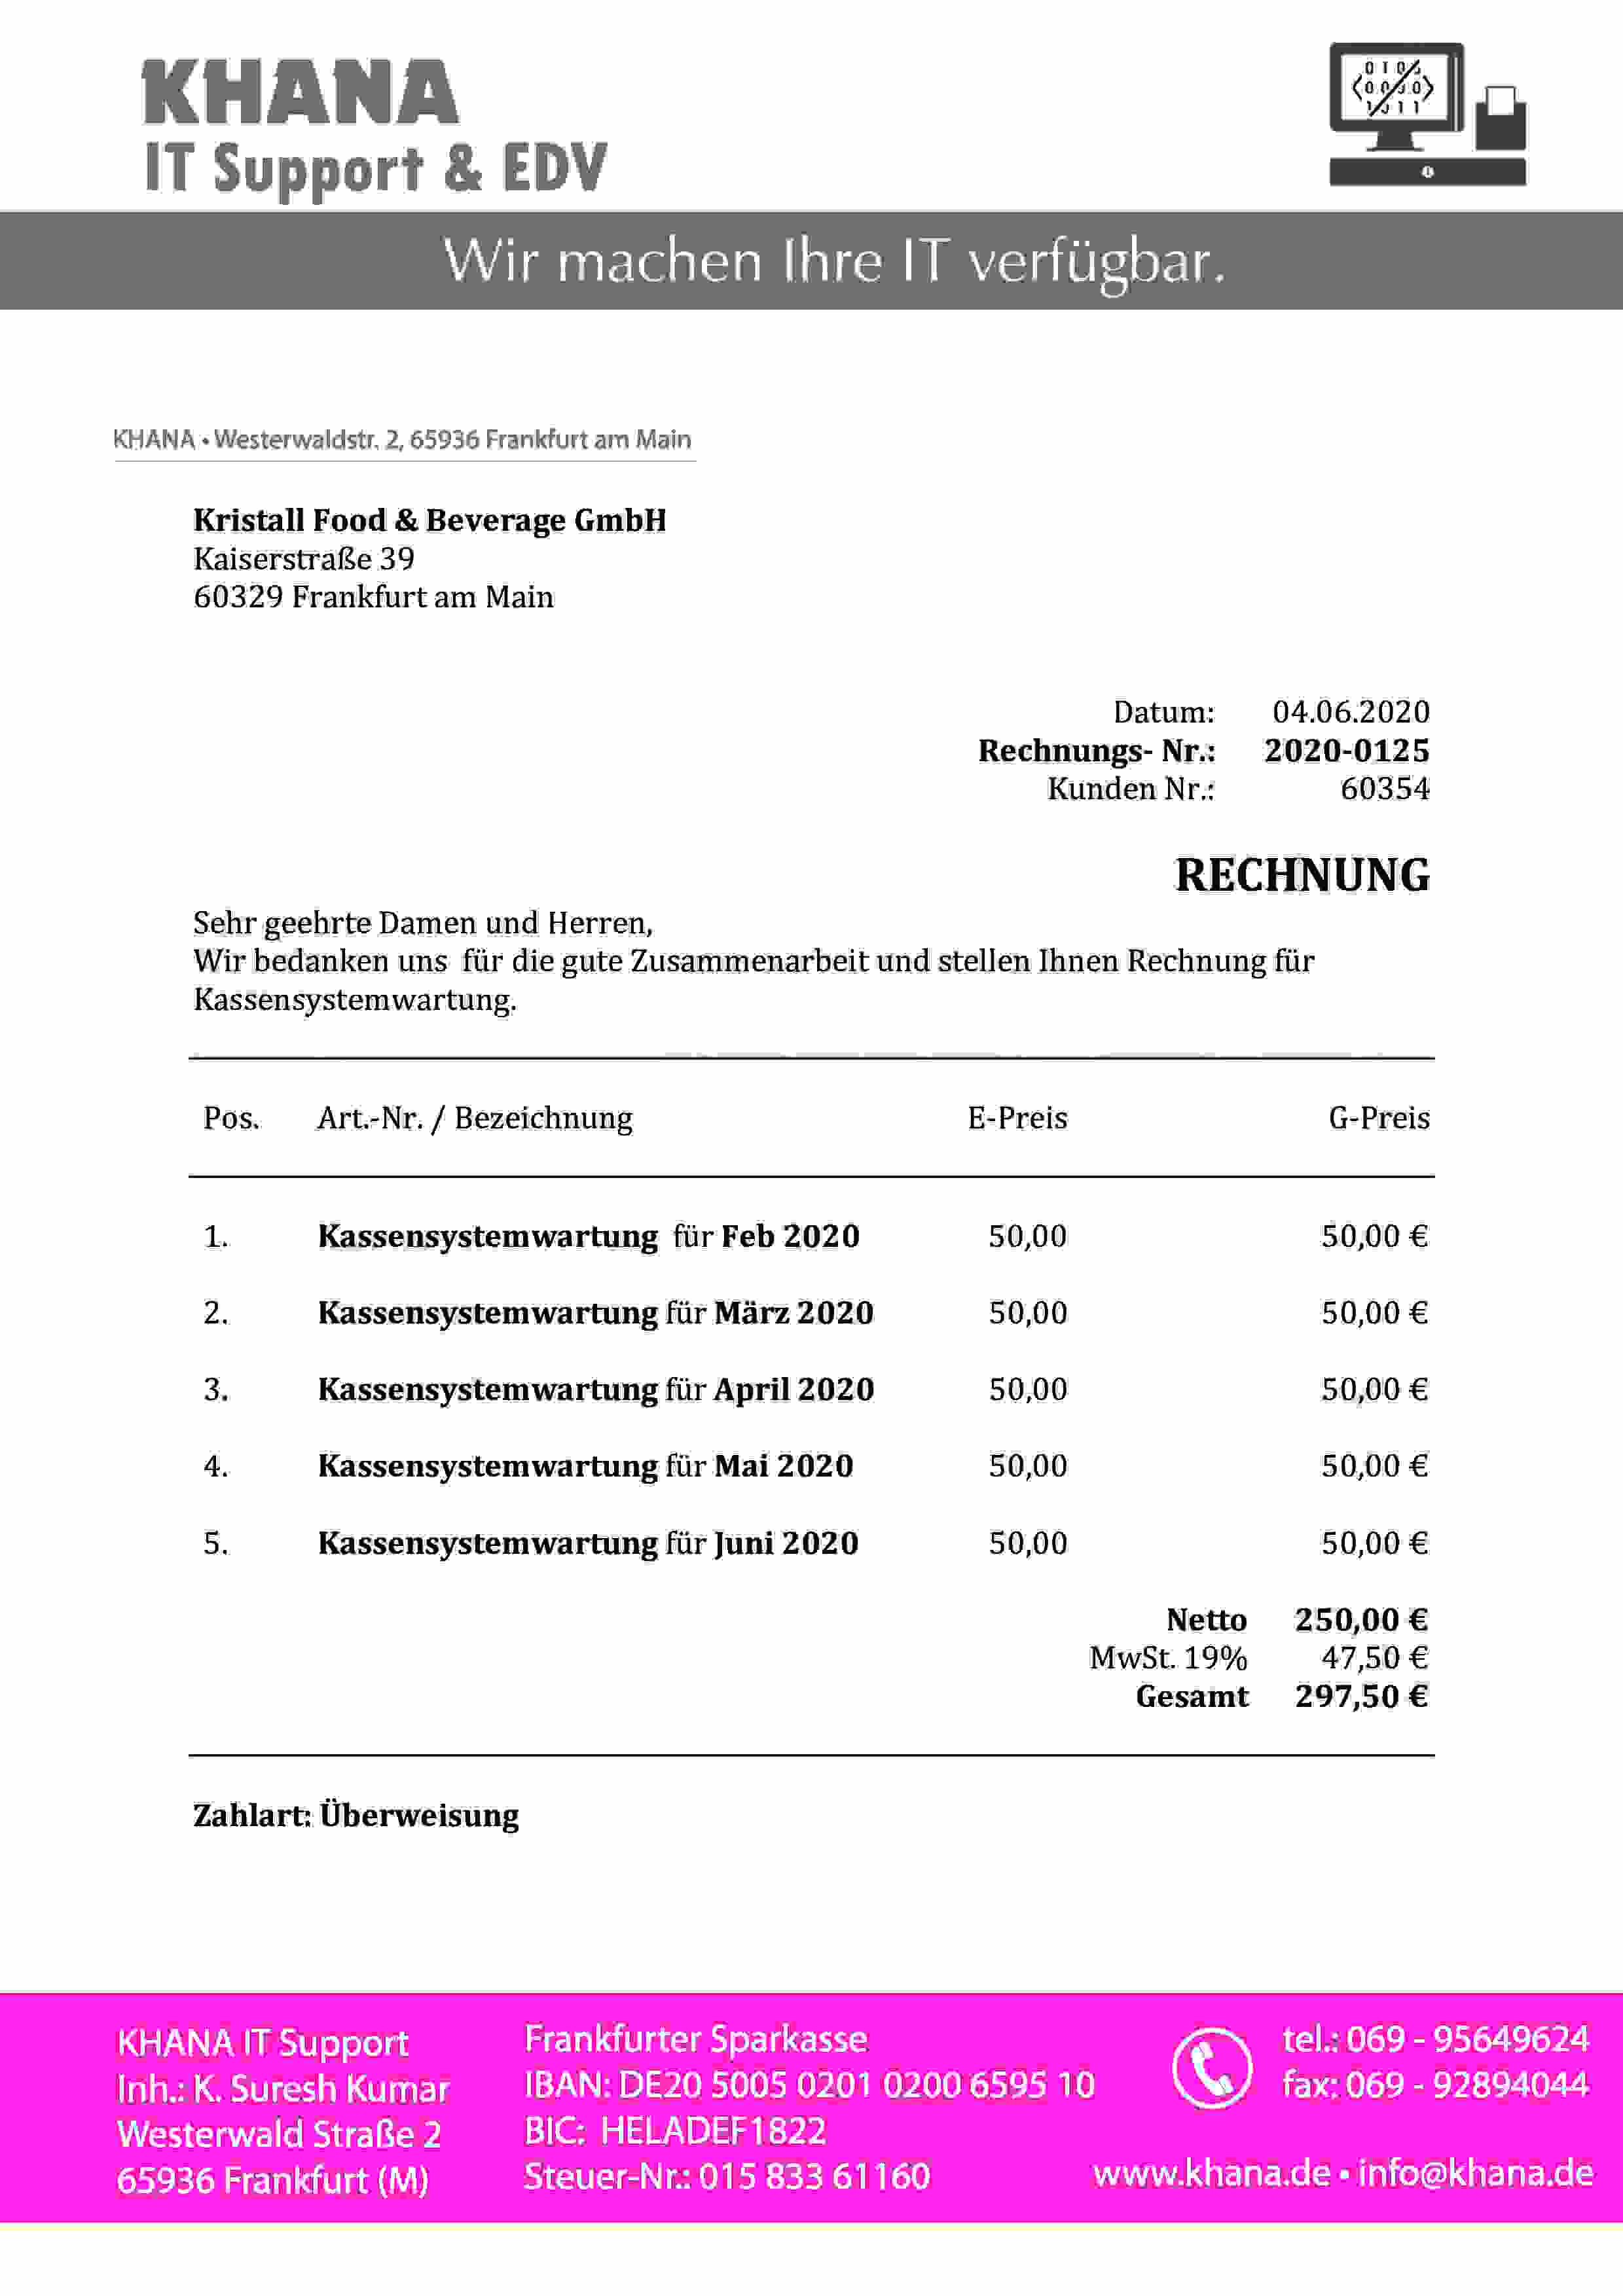 KHANA
IT Support & EDV
0 1 0
1 0 1 1
Wir machen Ihre IT verfügbar.
KHANA • Westerwaldstr. 2, 65936 Frankfurt am Main
Kristall Food & Beverage GmbH
Kaiserstraße 39
60329 Frankfurt am Main
Datum: 04.06.2020
Rechnungs- Nr.: 2020-0125
Kunden Nr.: 60354
RECHNUNG
Sehr geehrte Damen und Herren,
Wir bedanken uns für die gute Zusammenarbeit und stellen Ihnen Rechnung für
Kassensystemwartung.
Pos. Art.-Nr. / Bezeichnung E-Preis G-Preis
1. Kassensystemwartung für Feb 2020 50,00 50,00 €
2. Kassensystemwartung für März 2020 50,00 50,00 €
3. Kassensystemwartung für April 2020 50,00 50,00 €
4. Kassensystemwartung für Mai 2020 50,00 50,00 €
5. Kassensystemwartung für Juni 2020 50,00 50,00 €
Netto 250,00 €
MwSt. 19% 47,50 €
Gesamt 297,50 €
Zahlart: Überweisung
KHANA IT Support
Inh.: K. Suresh Kumar
Westerwald Straße 2
65936 Frankfurt (M)
Frankfurter Sparkasse
IBAN: DE20 5005 0201 0200 6595 10
BIC: HELADEF1822
Steuer-Nr.: 015 833 61160
tel.: 069 - 95649624
fax: 069 - 92894044
www.khana.de • info@khana.de